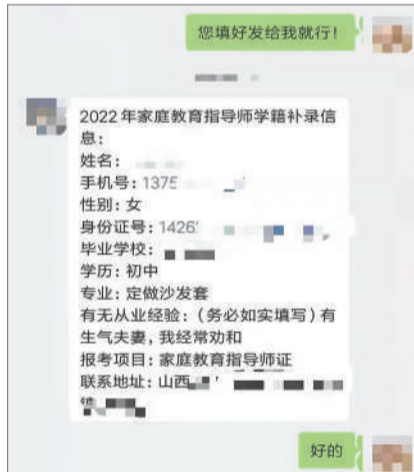 您填好发给我就行！
2022年家庭教育指导师学籍补录信
息：
姓名：
手机号：1375
性别：女
身份证号：1426
毕业学校：
学历：初中
专业：定做沙发套
有无从业经验：（务必如实填写）有
生气夫妻，我经常劝和
报考项目：家庭教育指导师证
联系地址：山西
好的